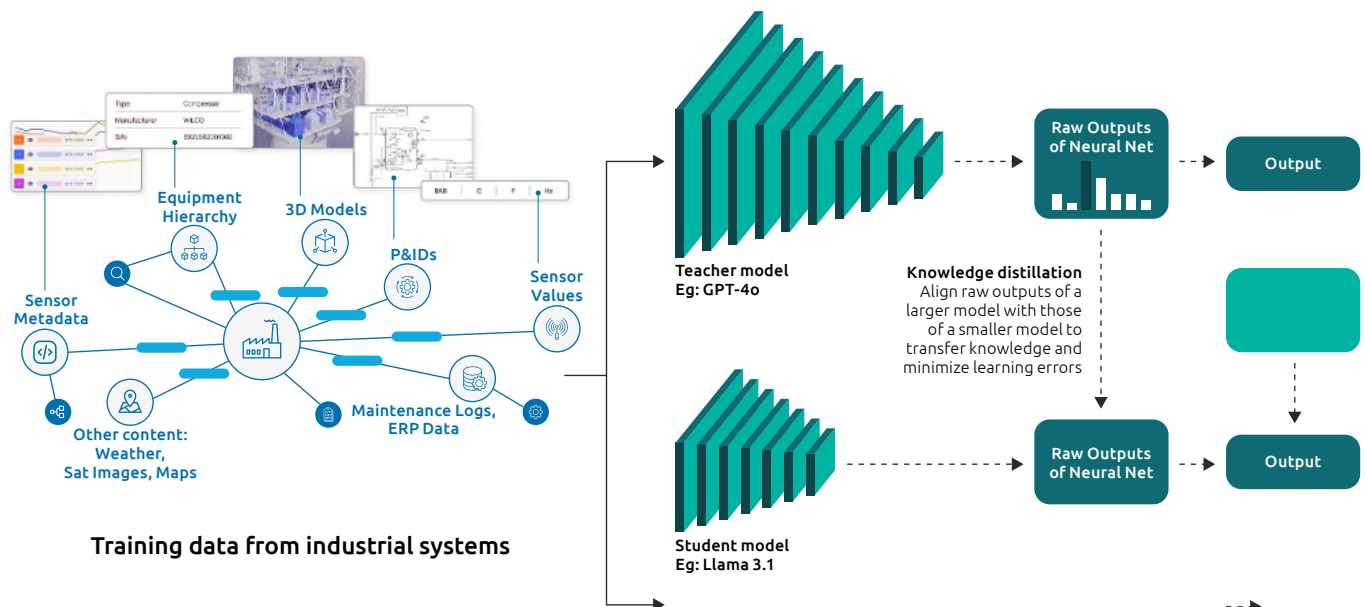 Type Compressor
Manufacturer WILCO
S/N
BAR C F Hz
Equipment
Hierarchy
3D Models
P&IDs
Sensor
Values
Sensor
Metadata
Maintenance Logs,
ERP Data
Other content:
Weather,
Sat Images, Maps
Training data from industrial systems
Teacher model
Eg: GPT-4o
Raw Outputs
of Neural Net
Output
Knowledge distillation
Align raw outputs of a
larger model with those
of a smaller model to
transfer knowledge and
minimize learning errors
Student model
Eg: Llama 3.1
Raw Outputs
of Neural Net
Output